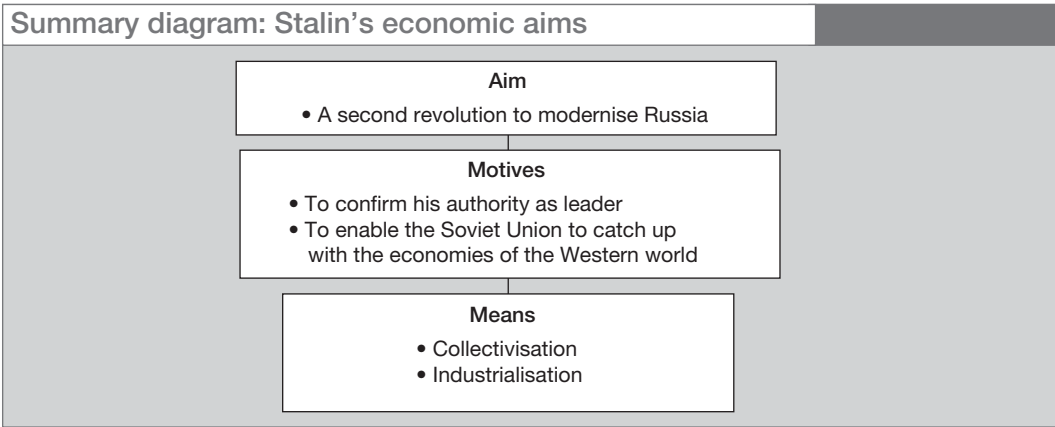 Summary diagram: Stalin's economic aims
Aim
• A second revolution to modernise Russia
Motives
• To confirm his authority as leader
• To enable the Soviet Union to catch up
with the economies of the Western world
Means
• Collectivisation
• Industrialisation